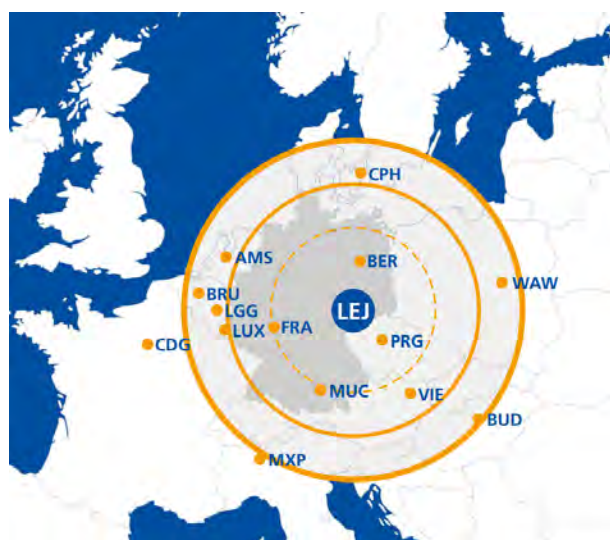 CPH
AMS
BER
WAW
BRU
LGG
LEJ
LUX
FRA
PRG
CDG
MUC
VIE
BUD
MXP